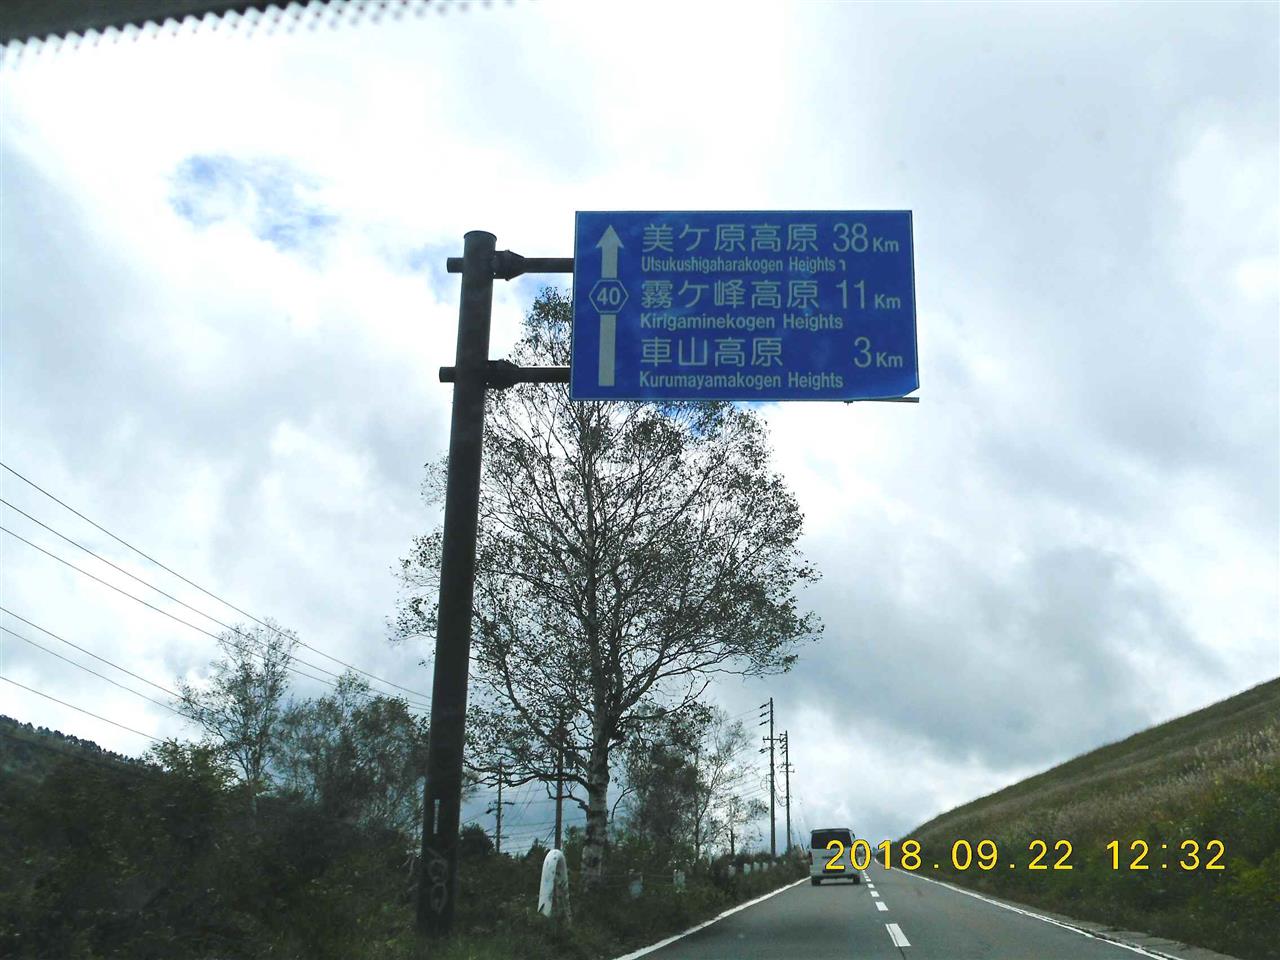 美ケ原高原 38Km
Utsukushigaharakogen Heights
40
霧ケ峰高原 11Km
Kirigaminekogen Heights
車山高原 3Km
Kurumayamakogen Heights
2018.09.22 12:32